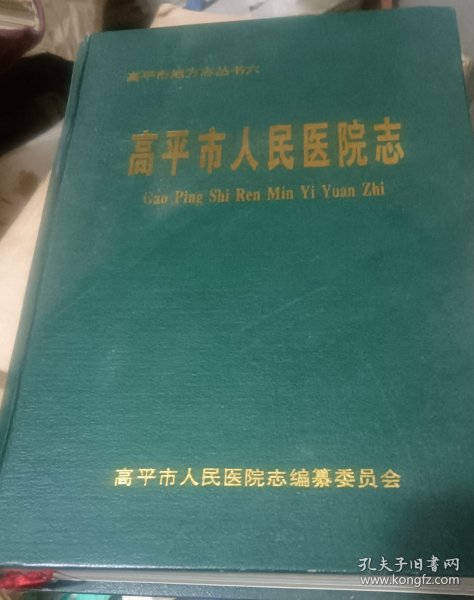 高平市地方志丛书六
高平市人民医院志
Gao Ping Shi Ren Min Yi Yuan Zhi
高平市人民医院志编纂委员会
孔夫子旧书网
www.kongfz.com